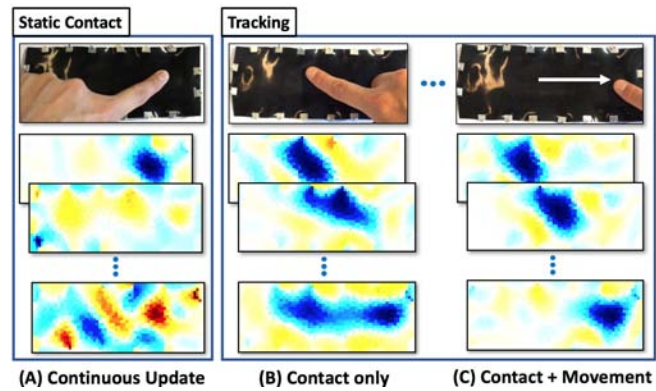 Static Contact
Tracking
(A) Continuous Update
(B) Contact only
(C) Contact + Movement